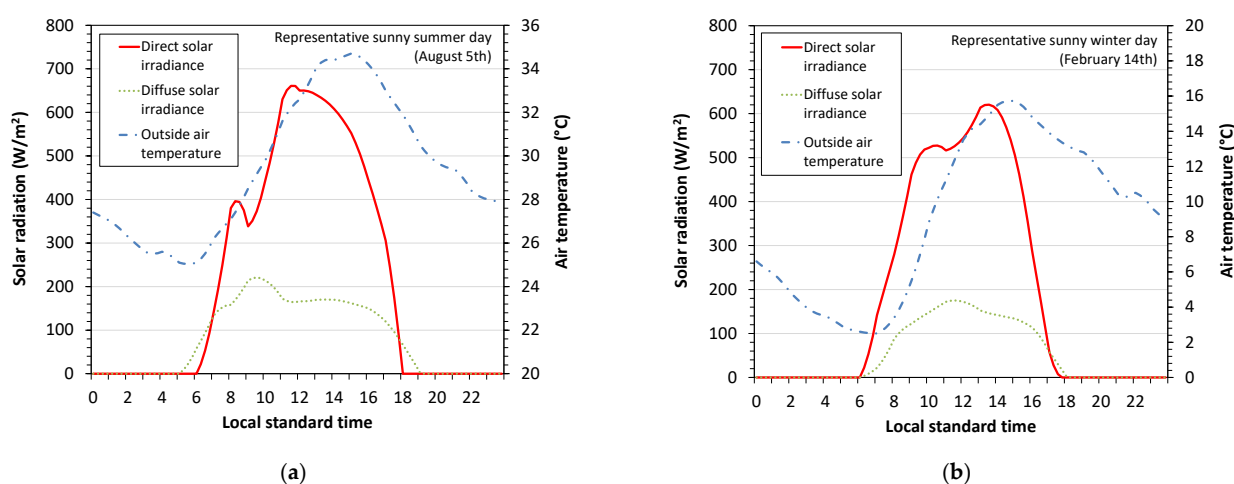 Representative sunny summer day
(August 5th)
Direct solar
irradiance
Diffuse solar
irradiance
Outside air
temperature
Solar radiation (W/m²)
800
700
600
500
400
300
200
100
0
Air temperature (°C)
36
34
32
30
28
26
24
22
20
0 2 4 6 8 10 12 14 16 18 20 22
Local standard time
(a)
Representative sunny winter day
(February 14th)
Direct solar
irradiance
Diffuse solar
irradiance
Outside air
temperature
Solar radiation (W/m²)
800
700
600
500
400
300
200
100
0
Air temperature (°C)
20
18
16
14
12
10
8
6
4
2
0
0 2 4 6 8 10 12 14 16 18 20 22
Local standard time
(b)